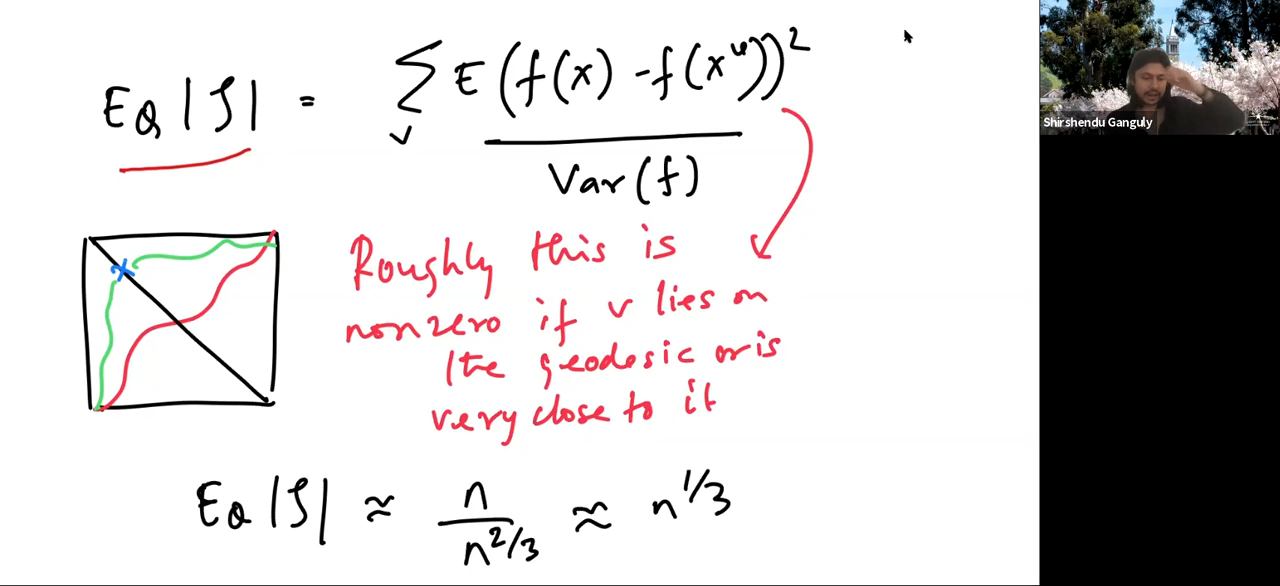 E_Q |S| = Σ_v E (f(x) - f(x^v))^2
Var(f)
Shirshendu Ganguly
Roughly this is
nonzero if v lies on
the geodesic or is
very close to it
E_Q |S| ≈ n / n^{2/3} ≈ n^{1/3}